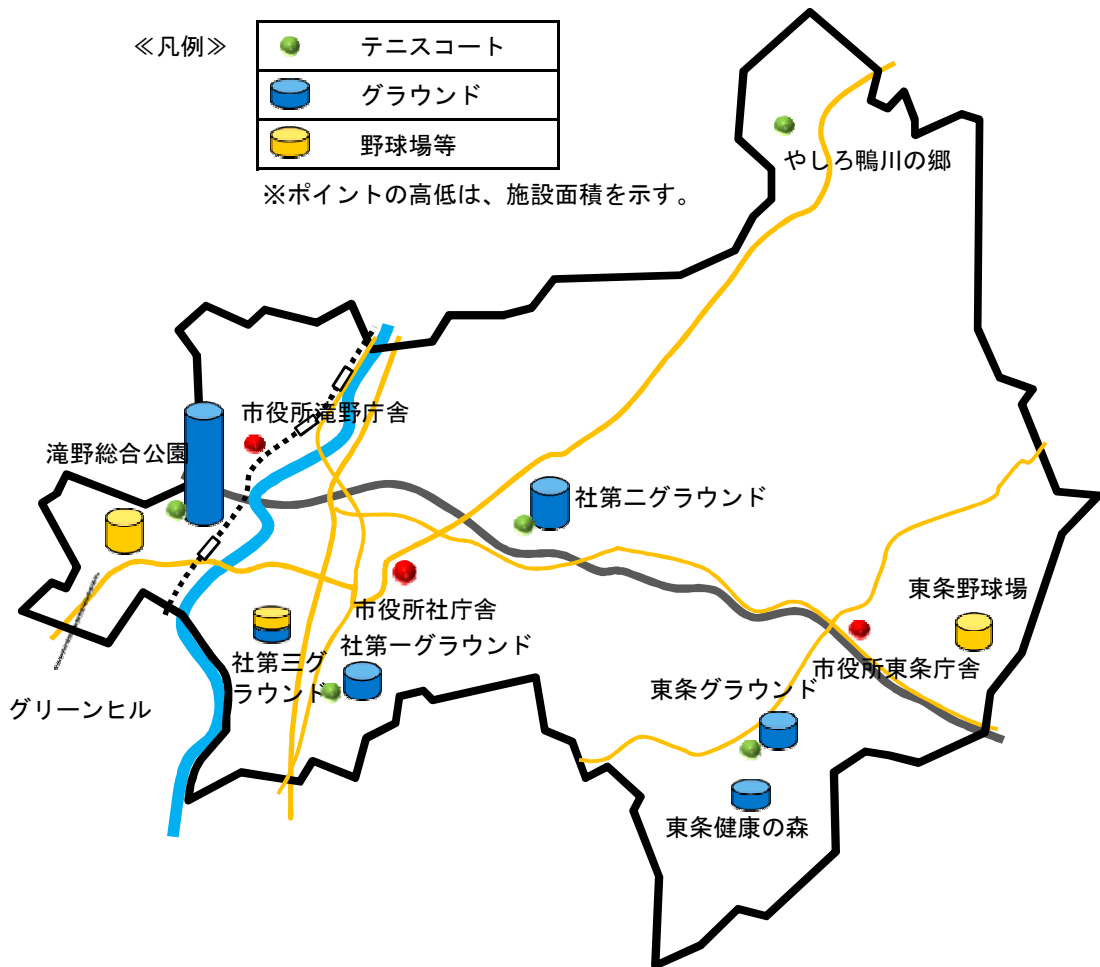 ≪凡例≫
テニスコート
グラウンド
野球場等
※ポイントの高低は、施設面積を示す。
やしろ鴨川の郷
市役所滝野庁舎
滝野総合公園
社第二グラウンド
東条野球場
市役所社庁舎
社第一グラウンド
社第三グ
ラウンド
市役所東条庁舎
東条グラウンド
グリーンヒル
東条健康の森